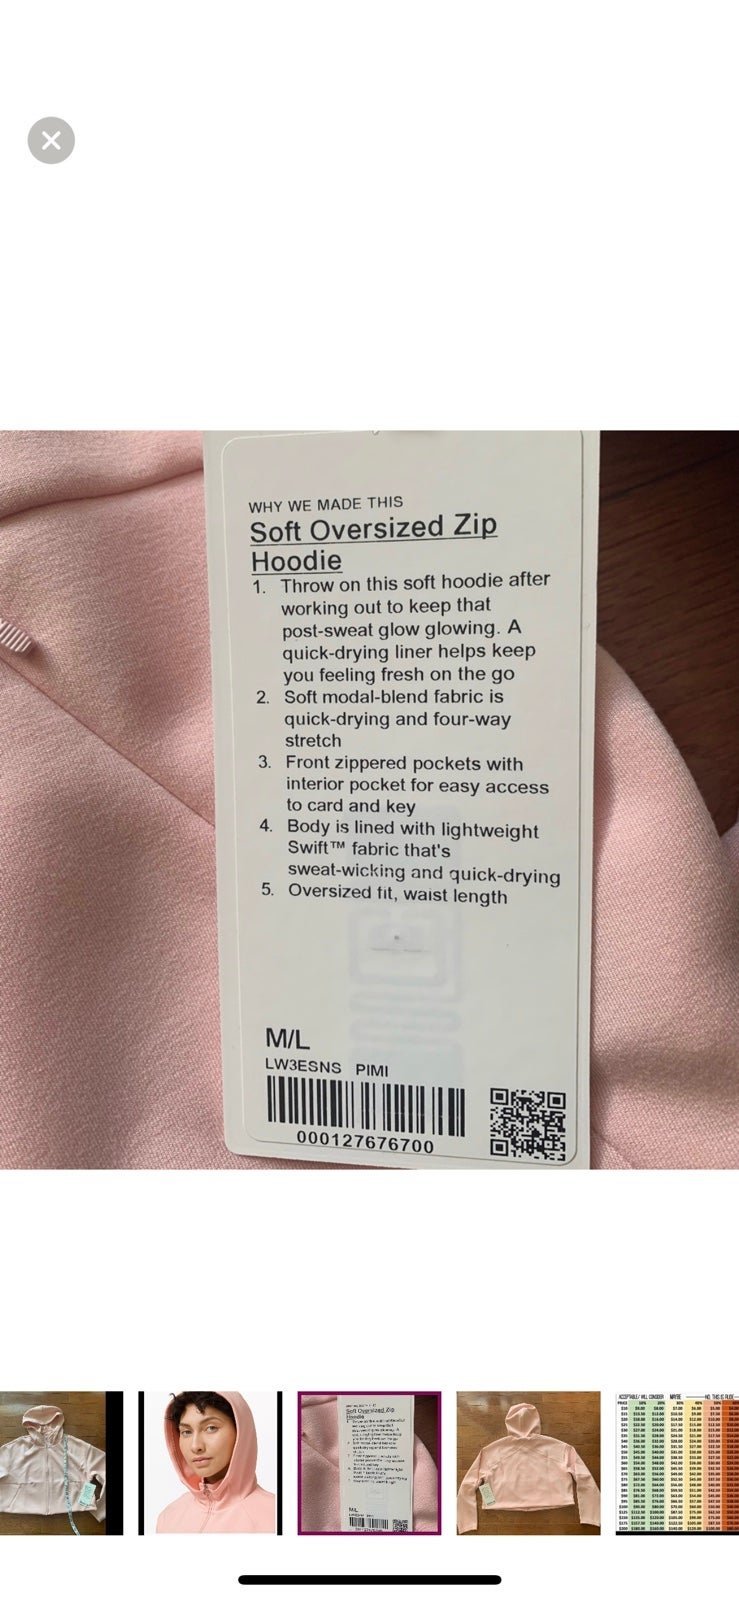 WHY WE MADE THIS
Soft Oversized Zip
Hoodie
1. Throw on this soft hoodie after
working out to keep that
post-sweat glow glowing. A
quick-drying liner helps keep
you feeling fresh on the go
2. Soft modal-blend fabric is
quick-drying and four-way
stretch
3. Front zippered pockets with
interior pocket for easy access
to card and key
4. Body is lined with lightweight
Swift™ fabric that's
sweat-wicking and quick-drying
5. Oversized fit, waist length
M/L
LW3ESNS PIMI
000127676700